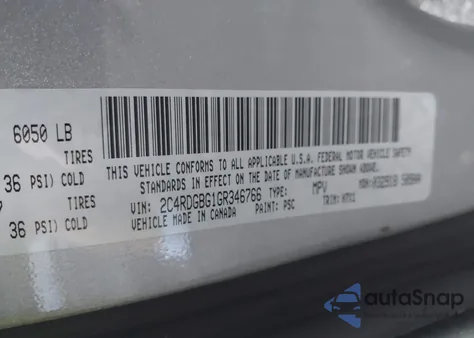 6050 LB
TIRES
36 PSI) COLD
TIRES
36 PSI) COLD
THIS VEHICLE CONFORMS TO ALL APPLICABLE U.S.A. FEDERAL MOTOR VEHICLE SAFETY
STANDARDS IN EFFECT ON THE DATE OF MANUFACTURE SHOWN ABOVE.
VIN: 2C4RDGBG1GR346766 TYPE: MPV
VEHICLE MADE IN CANADA PAINT: PSC TRIM:
autoSnap